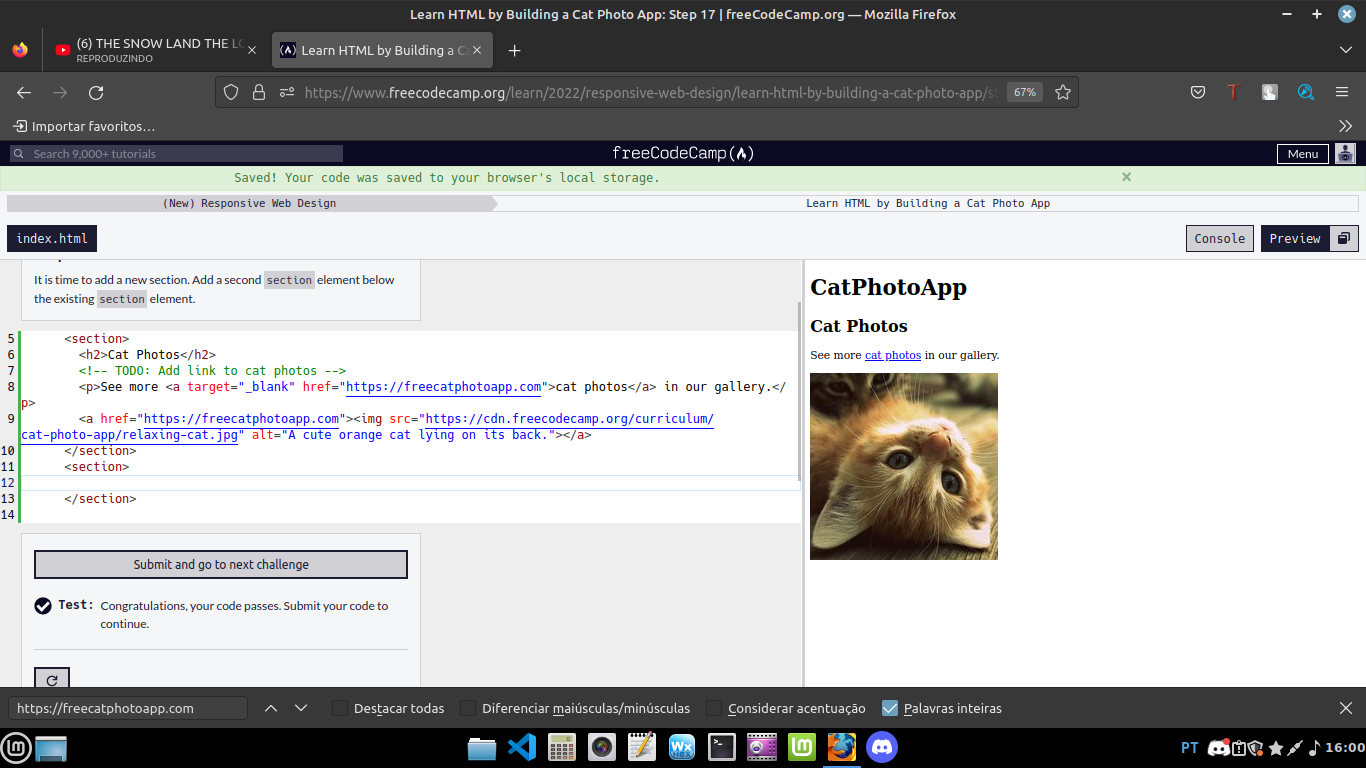 Learn HTML by Building a Cat Photo App: Step 17 | freeCodeCamp.org — Mozilla Firefox
(6) THE SNOW LAND THE
REPRODUZINDO
Learn HTML by Building a C
https://www.freecodecamp.org/learn/2022/responsive-web-design/learn-html-by-building-a-cat-photo-app/
67%
Importar favoritos…
Search 9,000+ tutorials
freeCodeCamp
Menu
Saved! Your code was saved to your browser's local storage.
(New) Responsive Web Design
Learn HTML by Building a Cat Photo App
index.html
Console
Preview
It is time to add a new section. Add a second section element below
the existing section element.
5 <section>
6 <h2>Cat Photos</h2>
7 <!-- TODO: Add link to cat photos -->
8 <p>See more <a target="_blank" href="https://freecatphotoapp.com">cat photos</a> in our gallery.</
p>
9 <a href="https://freecatphotoapp.com"><img src="https://cdn.freecodecamp.org/curriculum/
cat-photo-app/relaxing-cat.jpg" alt="A cute orange cat lying on its back."></a>
10 </section>
11 <section>
12
13 </section>
14
Submit and go to next challenge
Test: Congratulations, your code passes. Submit your code to
continue.
CatPhotoApp
Cat Photos
See more cat photos in our gallery.
https://freecatphotoapp.com
Destacar todas
Diferenciar maiúsculas/minúsculas
Considerar acentuação
Palavras inteiras
Wx
HEX
PT
16:00